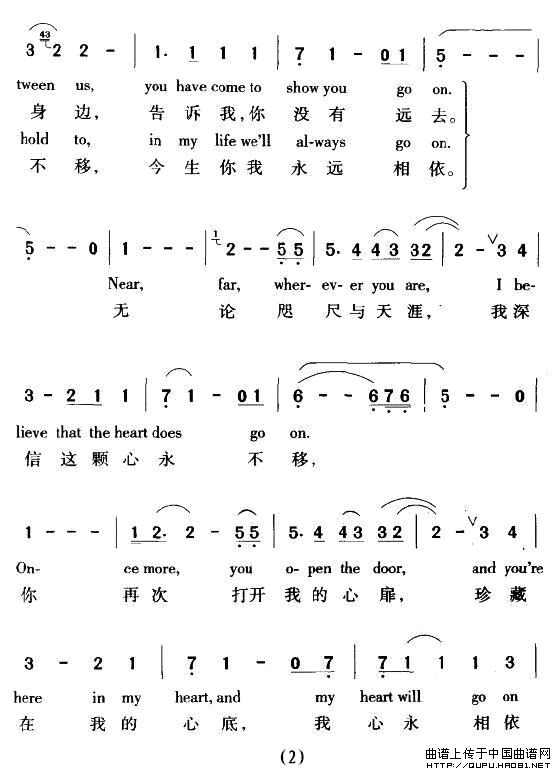 43
3 2 2 - | 1. 1 1 1 | 7 1 - 0 1 | 5 - - -
tween us, you have come to show you go on.
身 边, 告 诉 我,你 没 有 远 去。
hold to, in my life we'll al-ways go on.
不 移, 今 生 你 我 永 远 相 依。
5 - - 0 | 1 - - - | 1 2 - - 5 5 | 5. 4 4 3 3 2 | 2 - 3 4
Near, far, wher- ev- er you are, I be-
无 论 咫 尺 与 天 涯, 我 深
3 - 2 1 1 | 7 1 - 0 1 | 6 - - 6 7 6 | 5 - - 0
lieve that the heart does go on.
信 这 颗 心 永 不 移,
1 - - - | 1 2. 2 - 5 5 | 5. 4 4 3 3 2 | 2 - 3 4
On- ce more, you o- pen the door, and you're
你 再 次 打 开 我 的 心 扉, 珍 藏
3 - 2 1 | 7 1 - 0 7 | 7 1 1 1 3
here in my heart, and my heart will go on
在 我 的 心 底, 我 心 永 相 依
(2)
曲谱上传于中国曲谱网
HTTP://QUPU.YAO81.NET